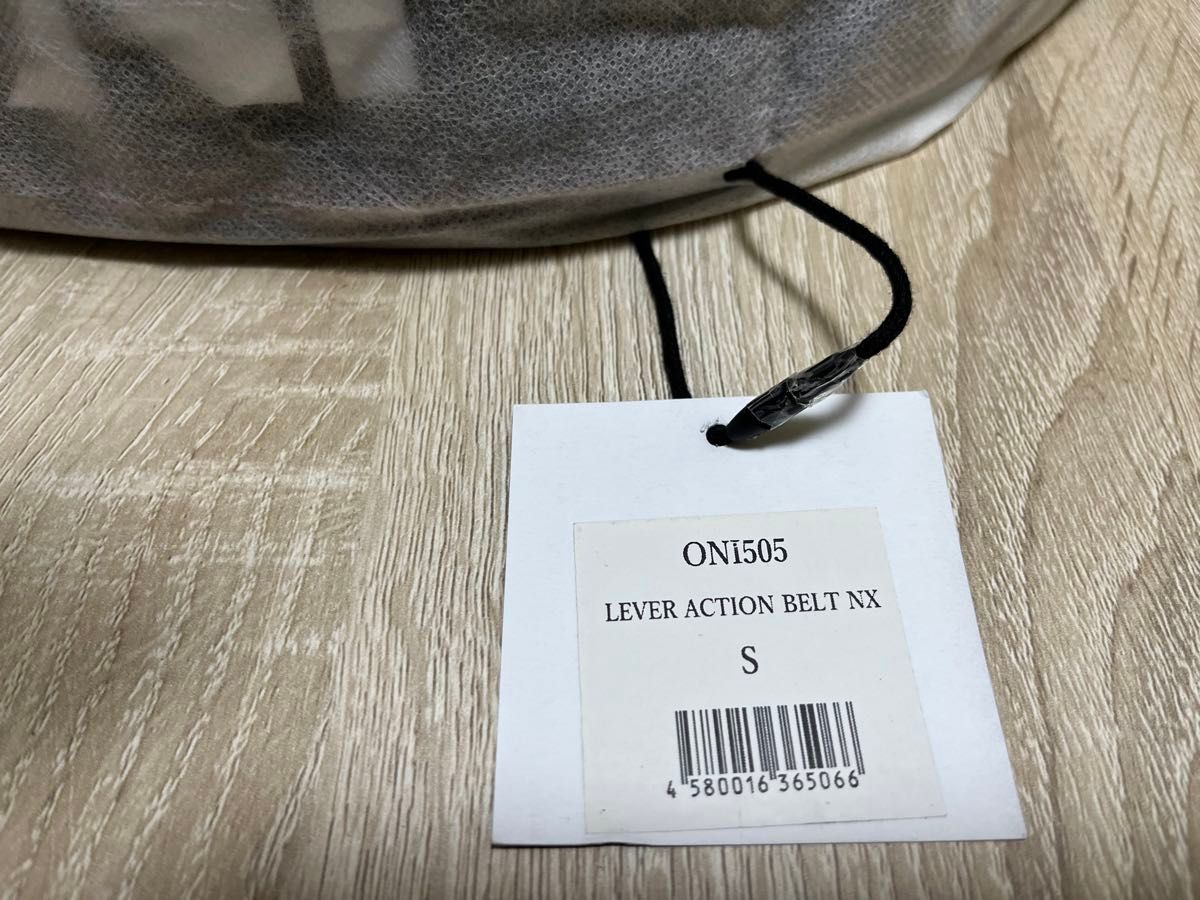 ONi505
LEVER ACTION BELT NX
S
4 580016 365066